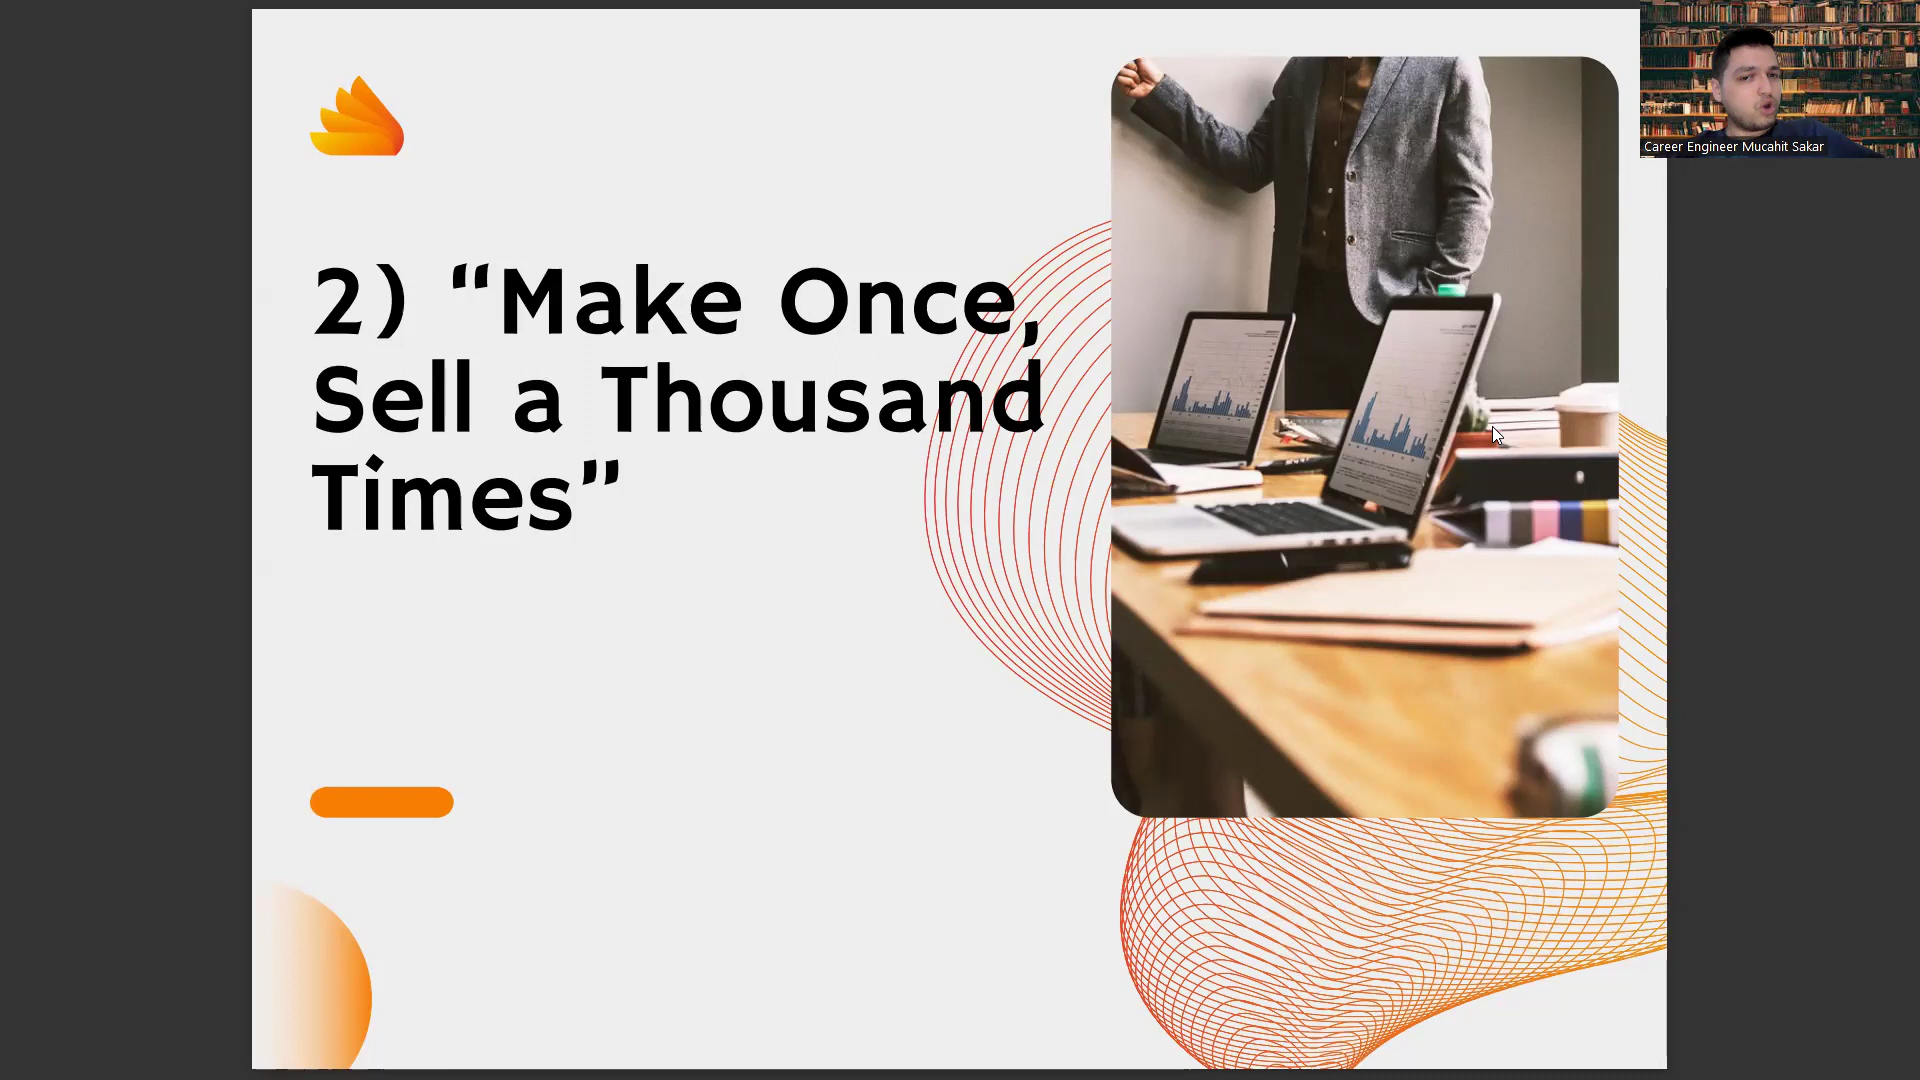 2) “Make Once,
Sell a Thousand
Times”
Career Engineer Mucahit Sakar